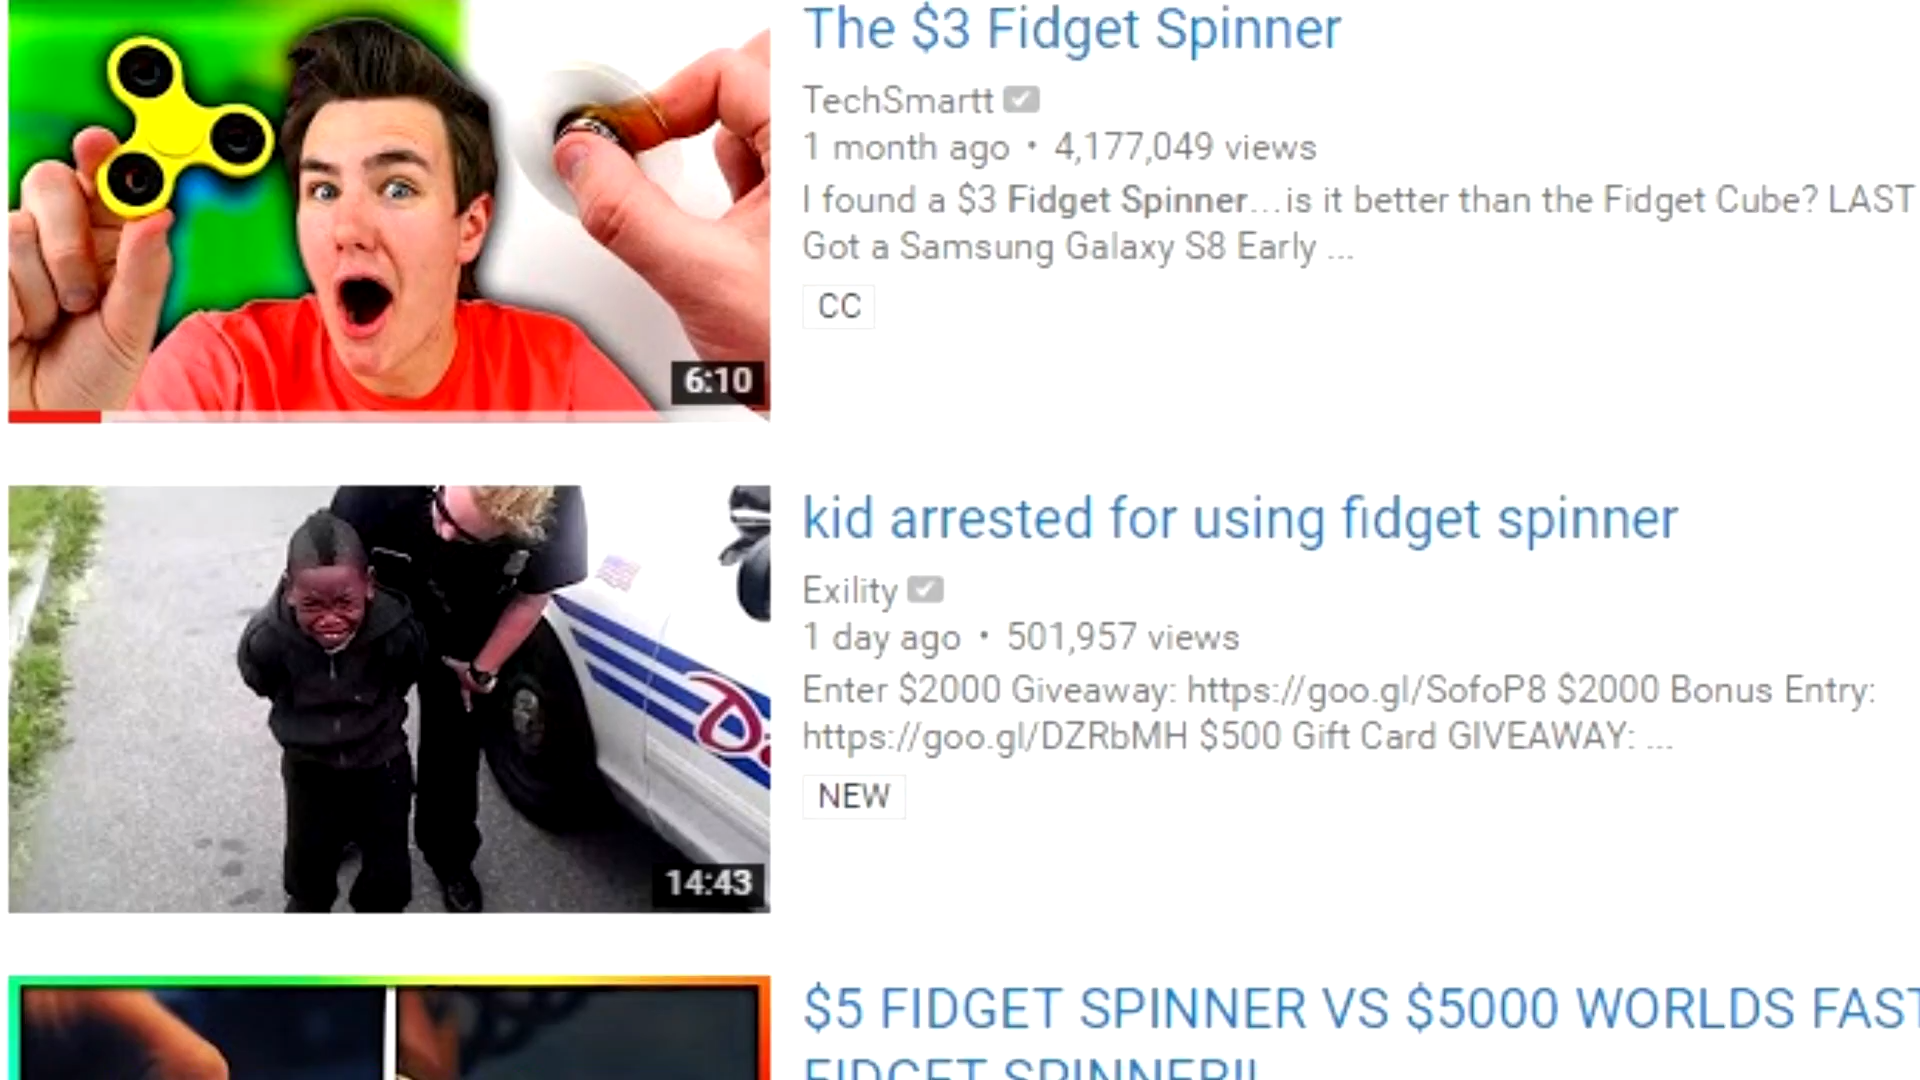 The $3 Fidget Spinner
TechSmartt
1 month ago • 4,177,049 views
I found a $3 Fidget Spinner...is it better than the Fidget Cube? LAST
Got a Samsung Galaxy S8 Early ...
CC
6:10
kid arrested for using fidget spinner
Exility
1 day ago • 501,957 views
Enter $2000 Giveaway: https://goo.gl/SofoP8 $2000 Bonus Entry:
https://goo.gl/DZRbMH $500 Gift Card GIVEAWAY: ...
NEW
14:43
$5 FIDGET SPINNER VS $5000 WORLDS FAST
FIDGET SPINNER!!